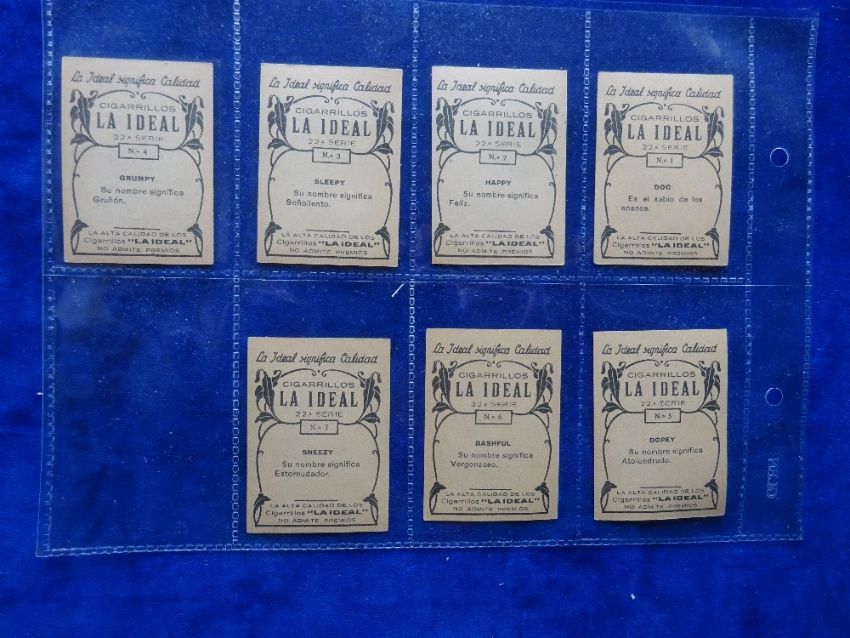 La Ideal significa Calidad
CIGARRILLOS
LA IDEAL
22.ª SERIE
N.º 4
GRUMPY
Su nombre significa
Gruñón.
LA ALTA CALIDAD DE LOS
Cigarrillos "LA IDEAL"
NO ADMITE PREMIOS
La Ideal significa Calidad
CIGARRILLOS
LA IDEAL
22.ª SERIE
N.º 3
SLEEPY
Su nombre significa
Soñoliento.
LA ALTA CALIDAD DE LOS
Cigarrillos "LA IDEAL"
NO ADMITE PREMIOS
La Ideal significa Calidad
CIGARRILLOS
LA IDEAL
22.ª SERIE
N.º 2
HAPPY
Su nombre significa
Feliz.
LA ALTA CALIDAD DE LOS
Cigarrillos "LA IDEAL"
NO ADMITE PREMIOS
La Ideal significa Calidad
CIGARRILLOS
LA IDEAL
22.ª SERIE
N.º 1
DOC
Es el sabio de los
enanos.
LA ALTA CALIDAD DE LOS
Cigarrillos "LA IDEAL"
NO ADMITE PREMIOS
La Ideal significa Calidad
CIGARRILLOS
LA IDEAL
22.ª SERIE
N.º 7
SNEEZY
Su nombre significa
Estornudador.
LA ALTA CALIDAD DE LOS
Cigarrillos "LA IDEAL"
NO ADMITE PREMIOS
La Ideal significa Calidad
CIGARRILLOS
LA IDEAL
22.ª SERIE
N.º 6
BASHFUL
Su nombre significa
Vergonzoso.
LA ALTA CALIDAD DE LOS
Cigarrillos "LA IDEAL"
NO ADMITE PREMIOS
La Ideal significa Calidad
CIGARRILLOS
LA IDEAL
22.ª SERIE
N.º 5
DOPEY
Su nombre significa
Atolondrado.
LA ALTA CALIDAD DE LOS
Cigarrillos "LA IDEAL"
NO ADMITE PREMIOS